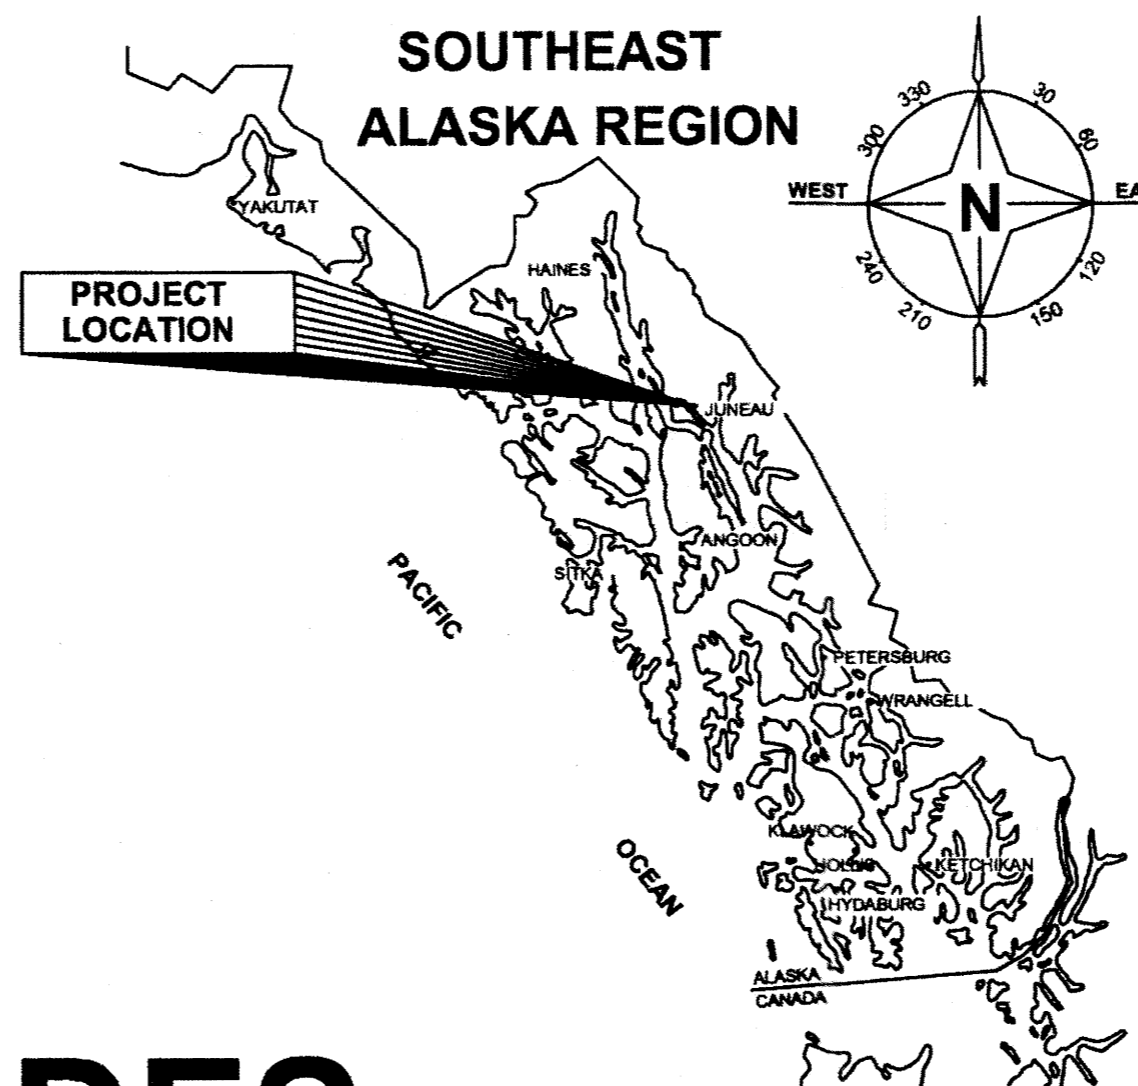 SOUTHEAST
ALASKA REGION
330
30
300
60
WEST
N
240
120
210
150
YAKUTAT
HAINES
PROJECT
LOCATION
JUNEAU
ANGOON
SITKA
PACIFIC
PETERSBURG
WRANGELL
OCEAN
KLAWOCK
HOLLIS
KETCHIKAN
HYDABURG
ALASKA
CANADA